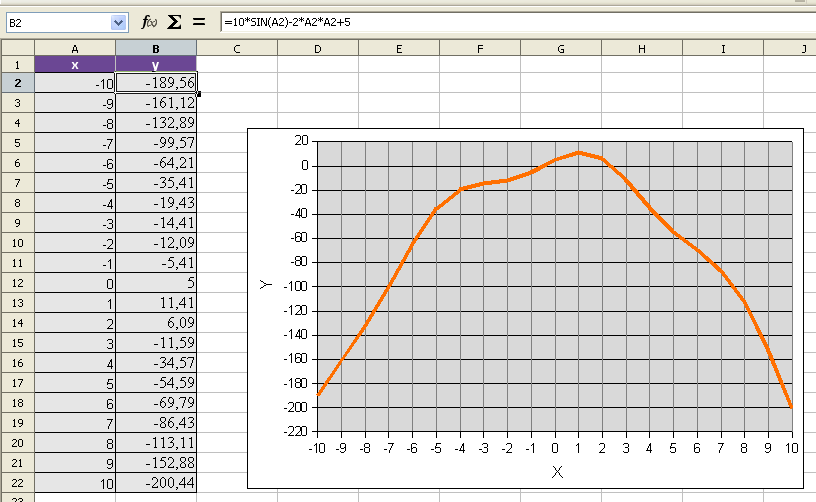 B2 f(x) Σ = =10*SIN(A2)-2*A2*A2+5
A B C D E F G H I J
1 x y
2 -10 -189,56
3 -9 -161,12
4 -8 -132,89
5 -7 -99,57
6 -6 -64,21
7 -5 -35,41
8 -4 -19,43
9 -3 -14,41
10 -2 -12,09
11 -1 -5,41
12 0 5
13 1 11,41
14 2 6,09
15 3 -11,59
16 4 -34,57
17 5 -54,59
18 6 -69,79
19 7 -86,43
20 8 -113,11
21 9 -152,88
22 10 -200,44
23
20
0
-20
-40
-60
-80
-100
-120
-140
-160
-180
-200
-220
Y
-10 -9 -8 -7 -6 -5 -4 -3 -2 -1 0 1 2 3 4 5 6 7 8 9 10
X